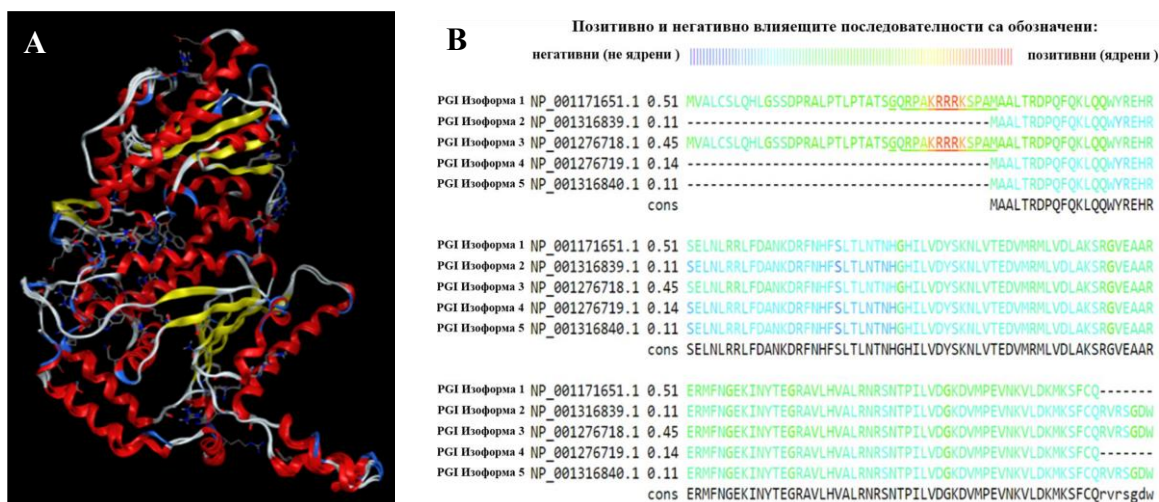 A
B
Позитивно и негативно влияещите последователности са обозначени:
негативни (не ядрени ) позитивни (ядрени )
PGI Изоформа 1 NP_001171651.1 0.51 MVALCSLQHLGSSDPRALPTLPTATSGQRPAKRRRKSPAMAALTRDPQFQKLQQWYREHR
PGI Изоформа 2 NP_001316839.1 0.11 ---------------------------------------MAALTRDPQFQKLQQWYREHR
PGI Изоформа 3 NP_001276718.1 0.45 MVALCSLQHLGSSDPRALPTLPTATSGQRPAKRRRKSPAMAALTRDPQFQKLQQWYREHR
PGI Изоформа 4 NP_001276719.1 0.14 ---------------------------------------MAALTRDPQFQKLQQWYREHR
PGI Изоформа 5 NP_001316840.1 0.11 ---------------------------------------MAALTRDPQFQKLQQWYREHR
cons MAALTRDPQFQKLQQWYREHR
PGI Изоформа 1 NP_001171651.1 0.51 SELNLRRLFDANKDRFNHFSLTLNTNHGHILVDYSKNLVTEDVMRMLVDLAKSRGVEAAR
PGI Изоформа 2 NP_001316839.1 0.11 SELNLRRLFDANKDRFNHFSLTLNTNHGHILVDYSKNLVTEDVMRMLVDLAKSRGVEAAR
PGI Изоформа 3 NP_001276718.1 0.45 SELNLRRLFDANKDRFNHFSLTLNTNHGHILVDYSKNLVTEDVMRMLVDLAKSRGVEAAR
PGI Изоформа 4 NP_001276719.1 0.14 SELNLRRLFDANKDRFNHFSLTLNTNHGHILVDYSKNLVTEDVMRMLVDLAKSRGVEAAR
PGI Изоформа 5 NP_001316840.1 0.11 SELNLRRLFDANKDRFNHFSLTLNTNHGHILVDYSKNLVTEDVMRMLVDLAKSRGVEAAR
cons SELNLRRLFDANKDRFNHFSLTLNTNHGHILVDYSKNLVTEDVMRMLVDLAKSRGVEAAR
PGI Изоформа 1 NP_001171651.1 0.51 ERMFNGEKINYTEGRAVLHVALRNRSNTPILVDGKDVMPEVNKVLDKMKSFCQ-------
PGI Изоформа 2 NP_001316839.1 0.11 ERMFNGEKINYTEGRAVLHVALRNRSNTPILVDGKDVMPEVNKVLDKMKSFCQRVRSGDW
PGI Изоформа 3 NP_001276718.1 0.45 ERMFNGEKINYTEGRAVLHVALRNRSNTPILVDGKDVMPEVNKVLDKMKSFCQRVRSGDW
PGI Изоформа 4 NP_001276719.1 0.14 ERMFNGEKINYTEGRAVLHVALRNRSNTPILVDGKDVMPEVNKVLDKMKSFCQ-------
PGI Изоформа 5 NP_001316840.1 0.11 ERMFNGEKINYTEGRAVLHVALRNRSNTPILVDGKDVMPEVNKVLDKMKSFCQRVRSGDW
cons ERMFNGEKINYTEGRAVLHVALRNRSNTPILVDGKDVMPEVNKVLDKMKSFCQrvrsgdw